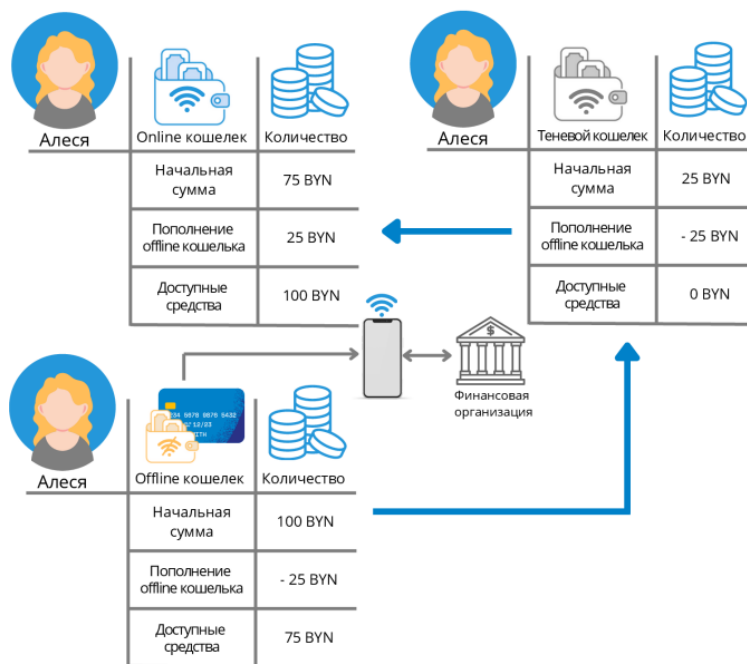 Алеся
Online кошелек
Количество
Начальная
сумма
75 BYN
Пополнение
offline кошелька
25 BYN
Доступные
средства
100 BYN
Алеся
Теневой кошелек
Количество
Начальная
сумма
25 BYN
Пополнение
offline кошелька
- 25 BYN
Доступные
средства
0 BYN
$
Финансовая
организация
Алеся
Offline кошелек
Количество
Начальная
сумма
100 BYN
Пополнение
offline кошелька
- 25 BYN
Доступные
средства
75 BYN